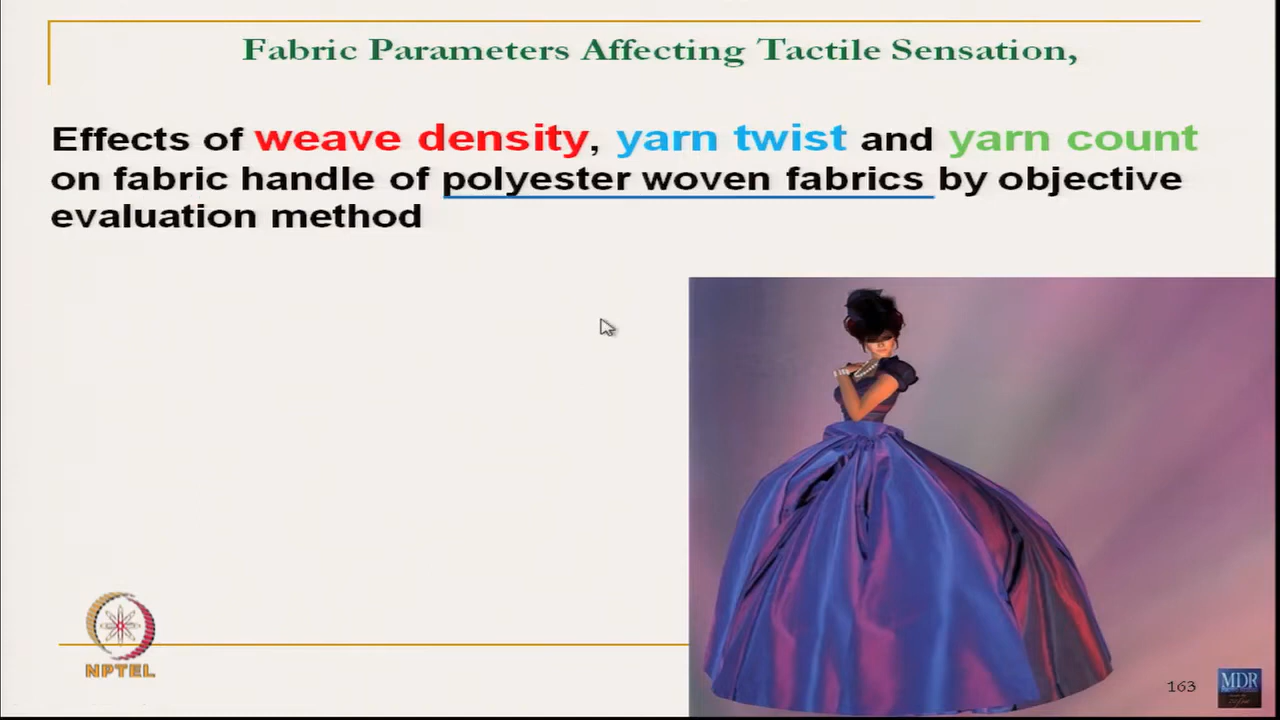 Fabric Parameters Affecting Tactile Sensation,
Effects of weave density, yarn twist and yarn count
on fabric handle of polyester woven fabrics by objective
evaluation method
NPTEL
163
MDR